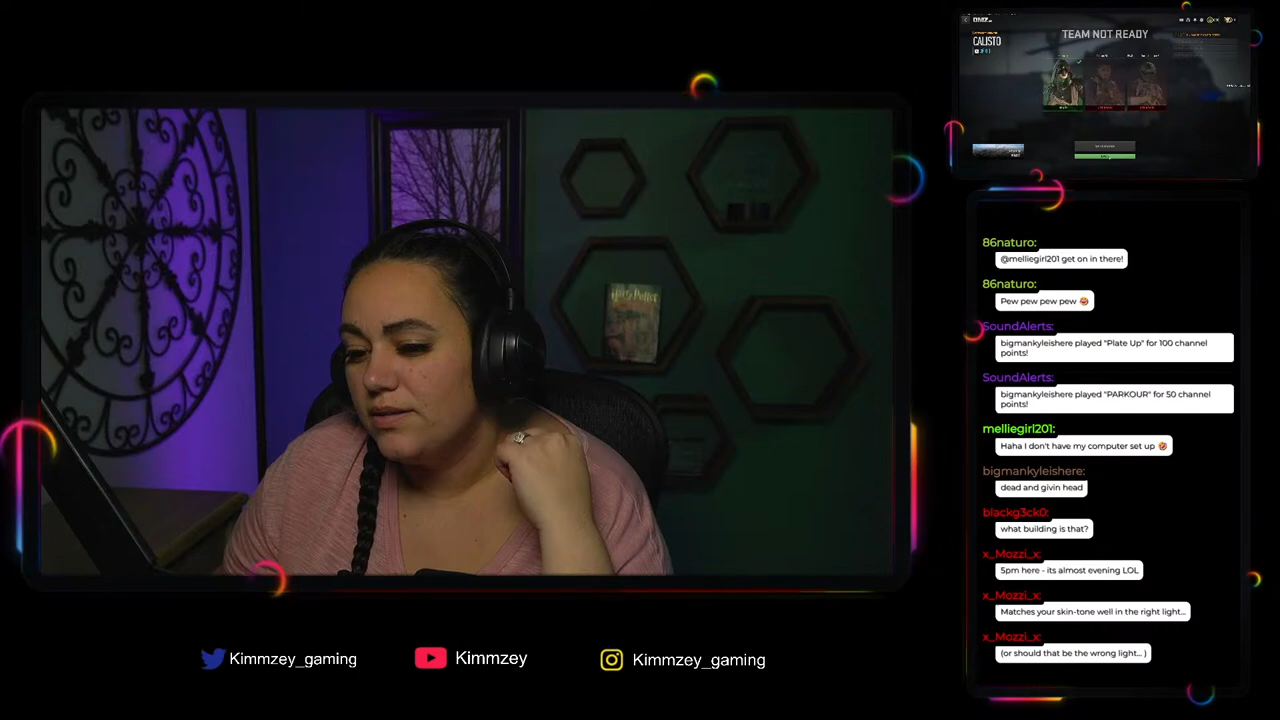 DMZ
CALISTO
TEAM NOT READY
Harry Potter
86naturo:
@melliegirl201 get on in there!
86naturo:
Pew pew pew pew 🤣
SoundAlerts:
bigmankyleishere played "Plate Up" for 100 channel
points!
SoundAlerts:
bigmankyleishere played "PARKOUR" for 50 channel
points!
melliegirl201:
Haha I don't have my computer set up 🤣
bigmankyleishere:
dead and givin head
blackg3ck0:
what building is that?
x_Mozzi_x:
5pm here - its almost evening LOL
x_Mozzi_x:
Matches your skin-tone well in the right light...
x_Mozzi_x:
(or should that be the wrong light... )
Kimmzey_gaming
Kimmzey
Kimmzey_gaming